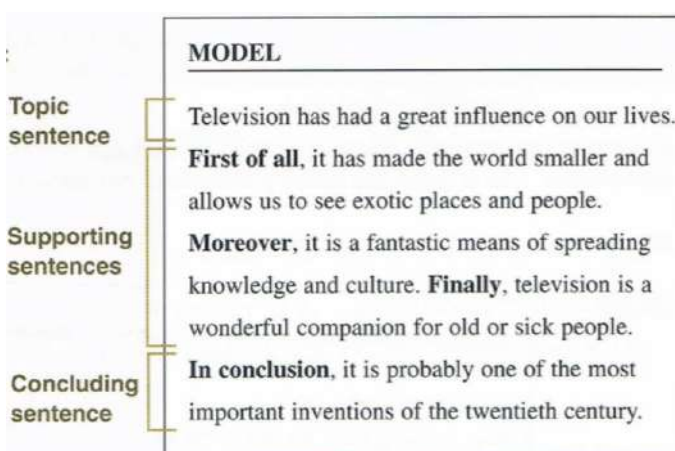 :
MODEL
Topic
sentence
Television has had a great influence on our lives.
First of all, it has made the world smaller and
allows us to see exotic places and people.
Supporting
sentences
Moreover, it is a fantastic means of spreading
knowledge and culture. Finally, television is a
wonderful companion for old or sick people.
Concluding
sentence
In conclusion, it is probably one of the most
important inventions of the twentieth century.